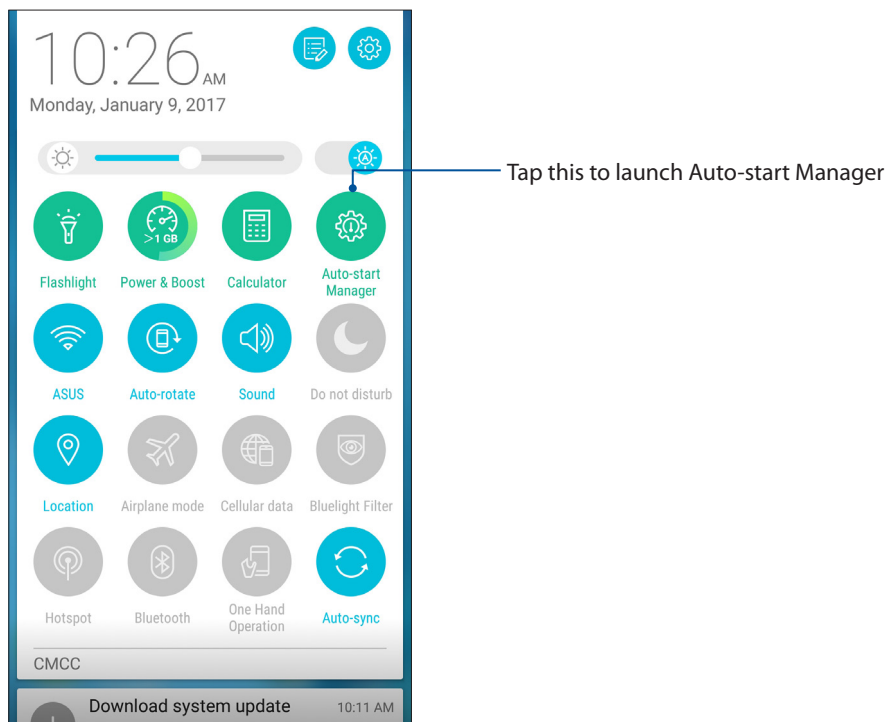 10:26 AM
Monday, January 9, 2017
A
Tap this to launch Auto-start Manager
>1 GB
Flashlight
Power & Boost
Calculator
Auto-start
Manager
ASUS
Auto-rotate
Sound
Do not disturb
Location
Airplane mode
Cellular data
Bluelight Filter
Hotspot
Bluetooth
One Hand
Operation
Auto-sync
CMCC
Download system update 10:11 AM